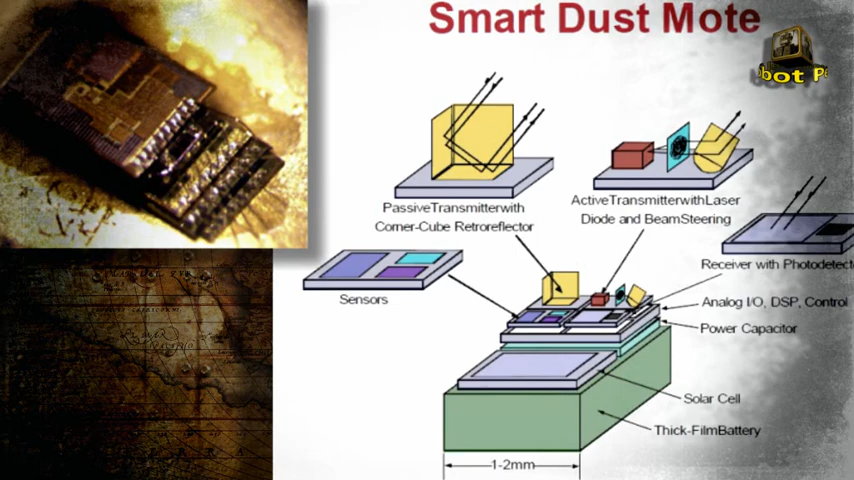 Smart Dust Mote
bot P
PassiveTransmitterwith
Corner-Cube Retroreflector
ActiveTransmitterwithLaser
Diode and BeamSteering
Receiver with Photodetect
Sensors
Analog I/O, DSP, Control
Power Capacitor
Solar Cell
Thick-FilmBattery
1-2mm